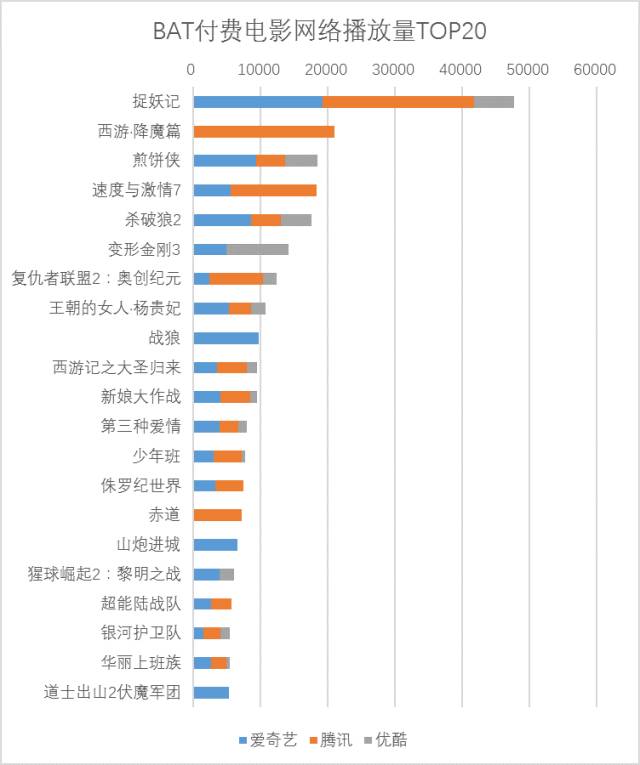 BAT付费电影网络播放量TOP20
0 10000 20000 30000 40000 50000 60000
捉妖记
西游·降魔篇
煎饼侠
速度与激情7
杀破狼2
变形金刚3
复仇者联盟2：奥创纪元
王朝的女人·杨贵妃
战狼
西游记之大圣归来
新娘大作战
第三种爱情
少年班
侏罗纪世界
赤道
山炮进城
猩球崛起2：黎明之战
超能陆战队
银河护卫队
华丽上班族
道士出山2伏魔军团
爱奇艺 腾讯 优酷